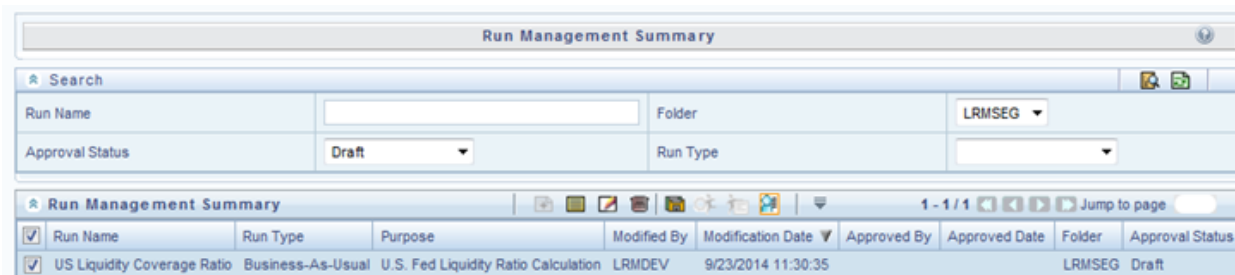 Run Management Summary
Search
Run Name Folder LRMSEG
Approval Status Draft Run Type
Run Management Summary 1 - 1 / 1 Jump to page
Run Name Run Type Purpose Modified By Modification Date Approved By Approved Date Folder Approval Status
US Liquidity Coverage Ratio Business-As-Usual U.S. Fed Liquidity Ratio Calculation LRMDEV 9/23/2014 11:30:35 LRMSEG Draft